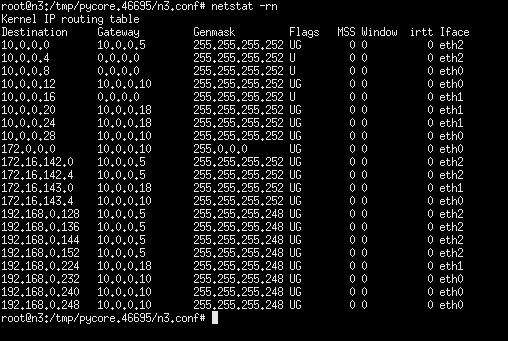 root@n3:/tmp/pycore.46695/n3.conf# netstat -rn
Kernel IP routing table
Destination     Gateway         Genmask         Flags   MSS Window  irtt Iface
10.0.0.0        10.0.0.5        255.255.255.252 UG        0 0          0 eth2
10.0.0.4        0.0.0.0         255.255.255.252 U         0 0          0 eth2
10.0.0.8        0.0.0.0         255.255.255.252 U         0 0          0 eth0
10.0.0.12       10.0.0.10       255.255.255.252 UG        0 0          0 eth0
10.0.0.16       0.0.0.0         255.255.255.252 U         0 0          0 eth1
10.0.0.20       10.0.0.18       255.255.255.252 UG        0 0          0 eth1
10.0.0.24       10.0.0.18       255.255.255.252 UG        0 0          0 eth1
10.0.0.28       10.0.0.10       255.255.255.252 UG        0 0          0 eth0
172.0.0.0       10.0.0.10       255.0.0.0       UG        0 0          0 eth0
172.16.142.0    10.0.0.5        255.255.255.252 UG        0 0          0 eth2
172.16.142.4    10.0.0.5        255.255.255.252 UG        0 0          0 eth2
172.16.143.0    10.0.0.18       255.255.255.252 UG        0 0          0 eth1
172.16.143.4    10.0.0.10       255.255.255.252 UG        0 0          0 eth0
192.168.0.128   10.0.0.5        255.255.255.248 UG        0 0          0 eth2
192.168.0.136   10.0.0.5        255.255.255.248 UG        0 0          0 eth2
192.168.0.144   10.0.0.5        255.255.255.248 UG        0 0          0 eth2
192.168.0.152   10.0.0.5        255.255.255.248 UG        0 0          0 eth2
192.168.0.224   10.0.0.18       255.255.255.248 UG        0 0          0 eth1
192.168.0.232   10.0.0.10       255.255.255.248 UG        0 0          0 eth0
192.168.0.240   10.0.0.10       255.255.255.248 UG        0 0          0 eth0
192.168.0.248   10.0.0.10       255.255.255.248 UG        0 0          0 eth0
root@n3:/tmp/pycore.46695/n3.conf#